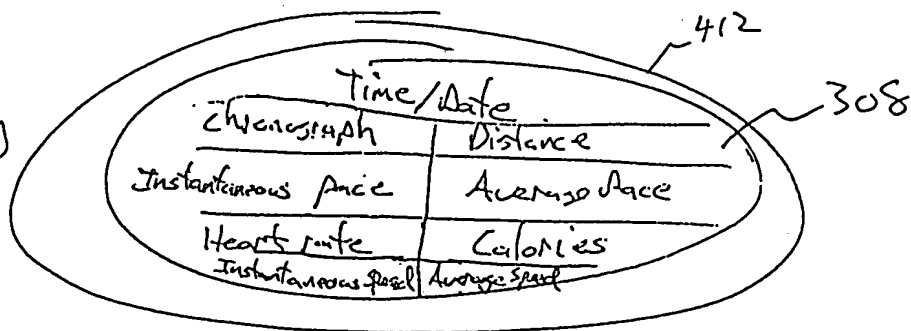 412
Time/Date
308
Chronograph Distance
Instantaneous pace Average Pace
Heart rate Calories
Instantaneous Speed Average Speed